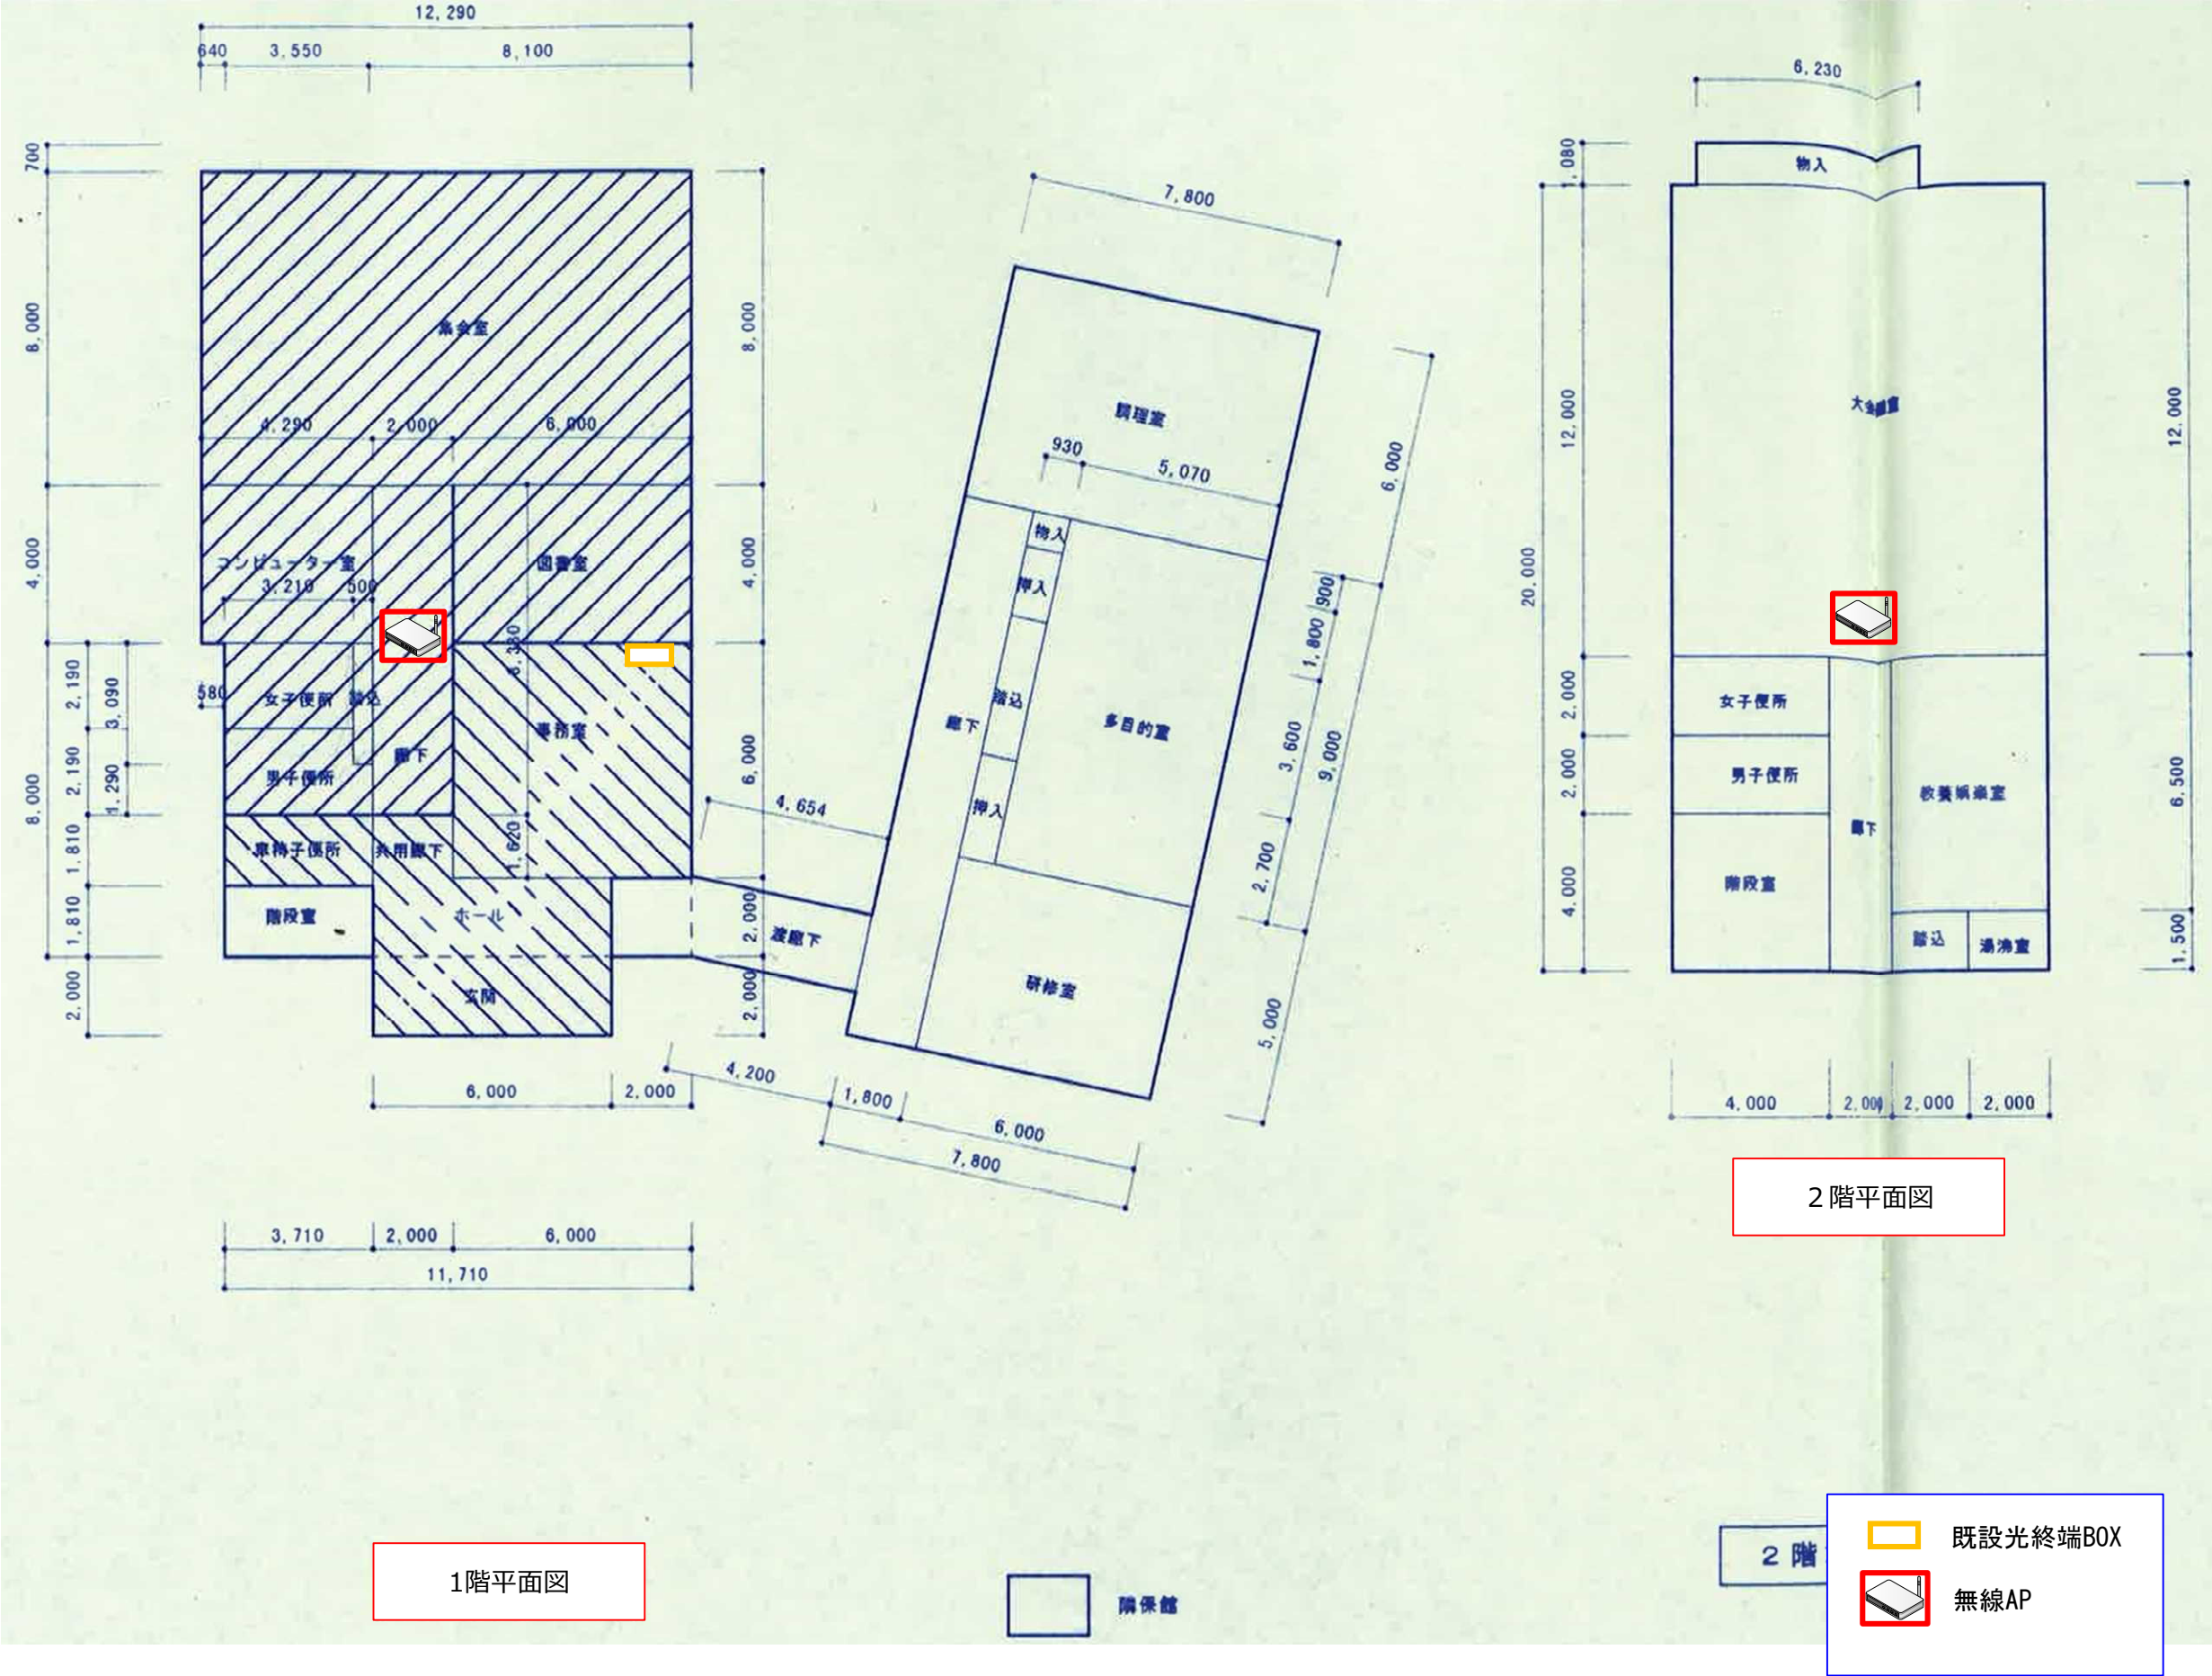 12,290
640
3,550
8,100
700
8,000
4,000
8,000
2,190
3,090
2,190
1,290
1,810
1,810
2,000
580
集会室
4,290
2,000
6,000
コンピューター室
3,210
500
図書室
女子便所
踏込
男子便所
廊下
事務室
1,620
車椅子便所
共用廊下
階段室
ホール
玄関
8,000
4,000
6,000
2,000
2,000
6,000
2,000
3,710
2,000
6,000
11,710
1階平面図
7,800
調理室
930
5,070
物入
押入
踏込
押入
廊下
多目的室
研修室
渡廊下
4,654
6,000
900
1,800
3,600
9,000
2,700
5,000
4,200
1,800
6,000
7,800
隣保館
6,230
1,080
物入
20,000
12,000
大会議室
12,000
2,000
2,000
4,000
女子便所
男子便所
階段室
廊下
教養娯楽室
踏込
湯沸室
6,500
1,500
4,000
2,000
2,000
2,000
２階平面図
2階
既設光終端BOX
無線AP